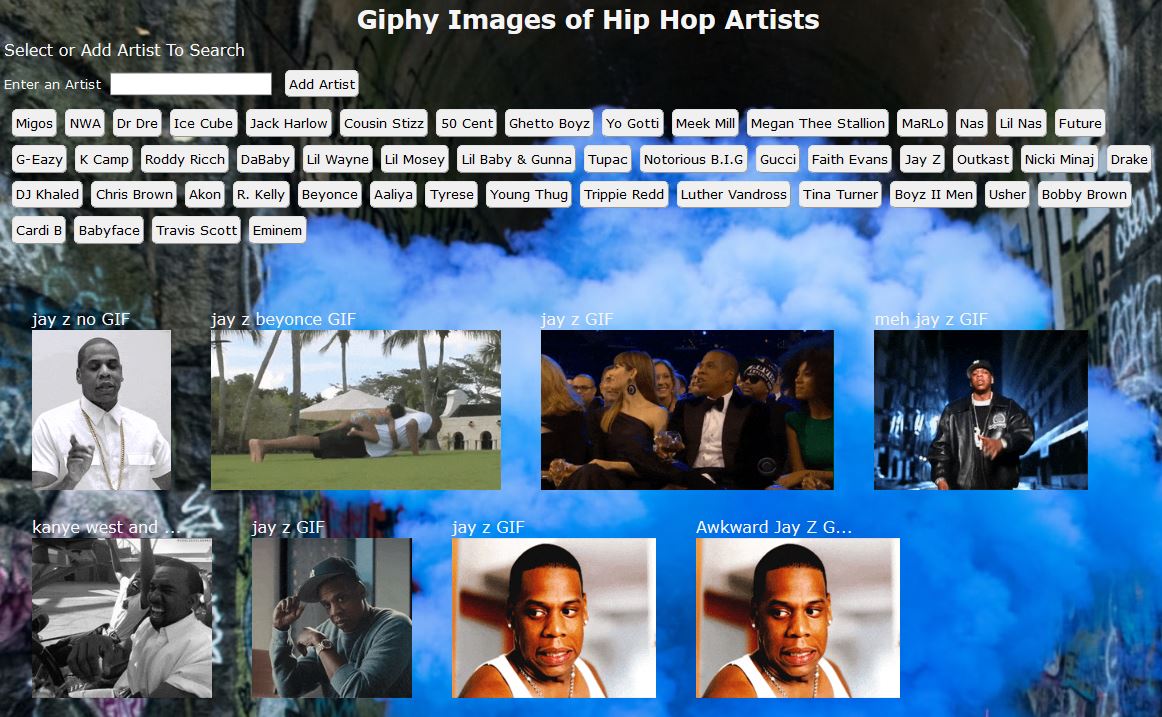 Giphy Images of Hip Hop Artists
Select or Add Artist To Search
Enter an Artist Add Artist
Migos NWA Dr Dre Ice Cube Jack Harlow Cousin Stizz 50 Cent Ghetto Boyz Yo Gotti Meek Mill Megan Thee Stallion MaRLo Nas Lil Nas Future
G-Eazy K Camp Roddy Ricch DaBaby Lil Wayne Lil Mosey Lil Baby & Gunna Tupac Notorious B.I.G Gucci Faith Evans Jay Z Outkast Nicki Minaj Drake
DJ Khaled Chris Brown Akon R. Kelly Beyonce Aaliya Tyrese Young Thug Trippie Redd Luther Vandross Tina Turner Boyz II Men Usher Bobby Brown
Cardi B Babyface Travis Scott Eminem
jay z no GIF jay z beyonce GIF jay z GIF meh jay z GIF
kanye west and ... jay z GIF jay z GIF Awkward Jay Z G...